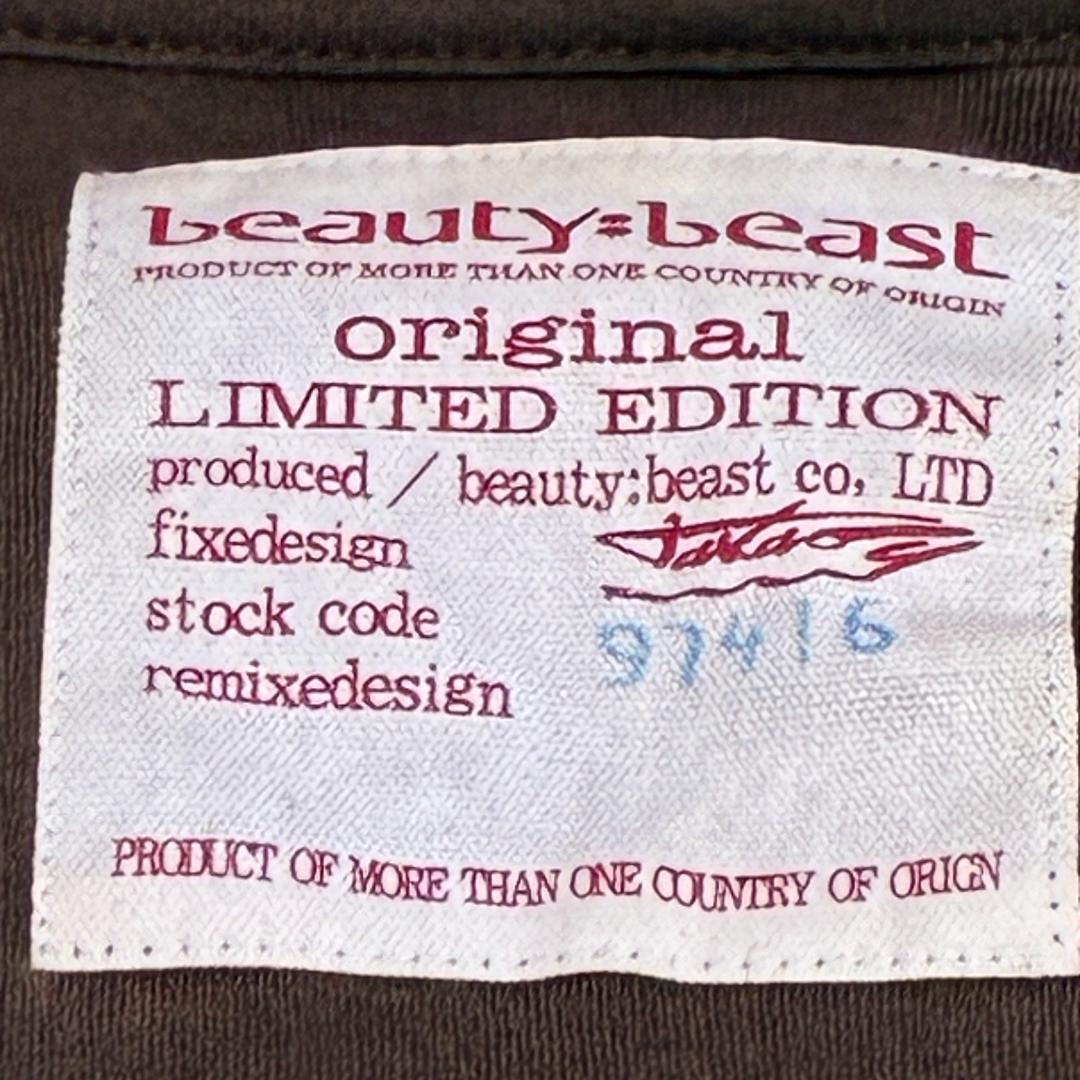 beauty:beast
PRODUCT OF MORE THAN ONE COUNTRY OF ORIGIN
original
LIMITED EDITION
produced / beauty:beast co, LTD
fixedesign
stock code 97416
remixedesign
PRODUCT OF MORE THAN ONE COUNTRY OF ORIGN